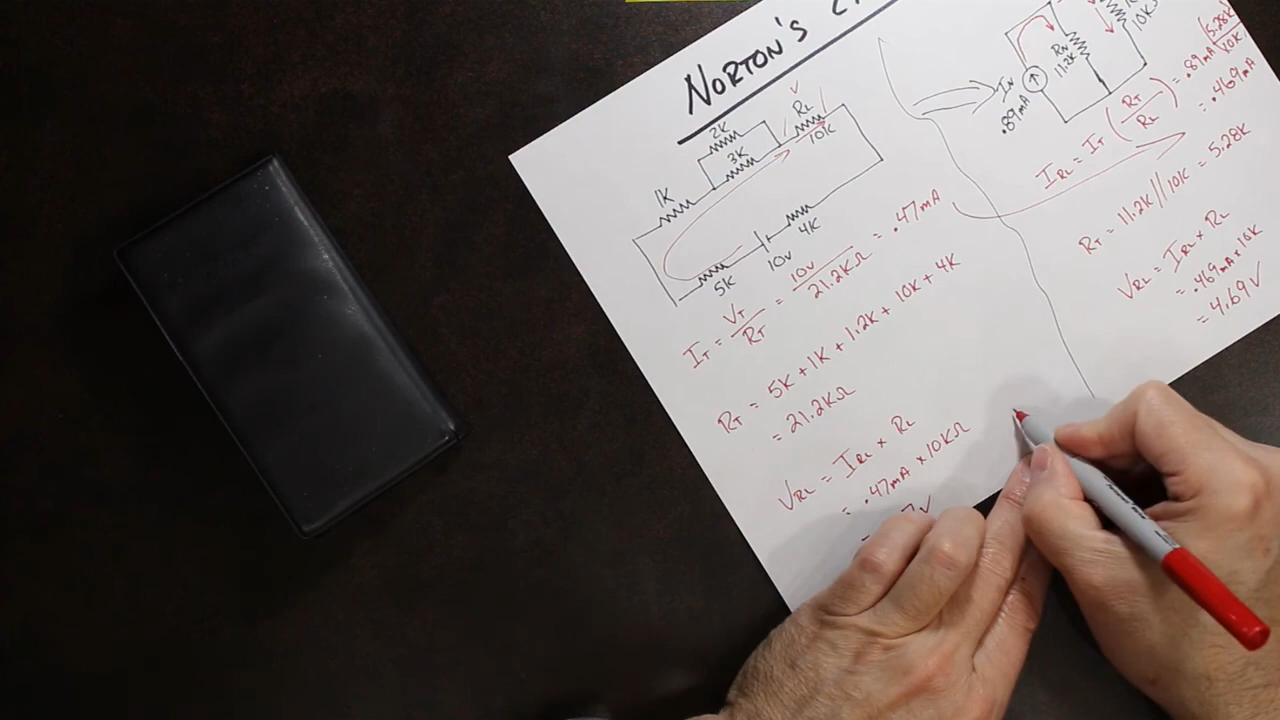 NORTON'S
2K
RL
10K
3K
1K
4K
10V
5K
IT = VT/RT = 10V/21.2KΩ = .47mA
RT = 5K + 1K + 1.2K + 10K + 4K
= 21.2KΩ
VRL = IRL x RL
= .47mA x 10KΩ
IN
.89mA
RN
11.2K
10K
IRL = IT (RT/RL) = .89mA (5.28K/10K)
= .469mA
RT = 11.2K//10K = 5.28K
VRL = IRL x RL
= .469mA x 10K
= 4.69V